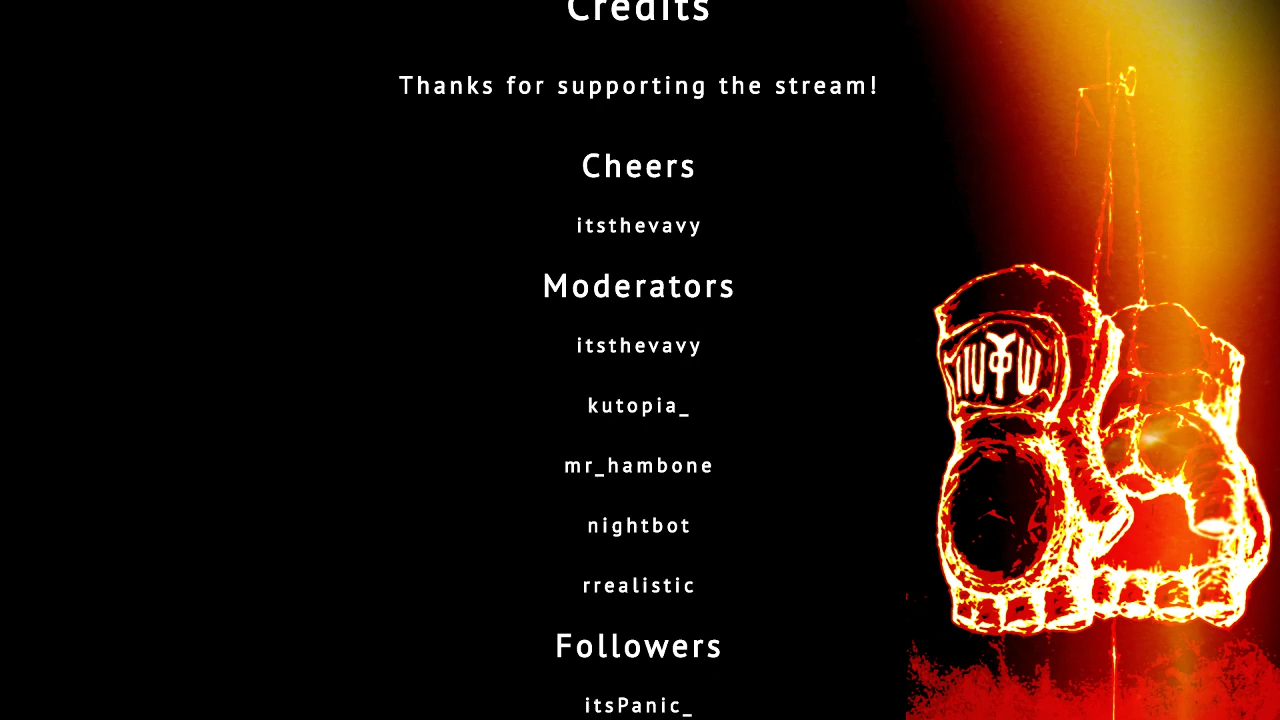 Credits
Thanks for supporting the stream!
Cheers
itsthevavy
Moderators
itsthevavy
kutopia_
mr_hambone
nightbot
rrealistic
Followers
itsPanic_